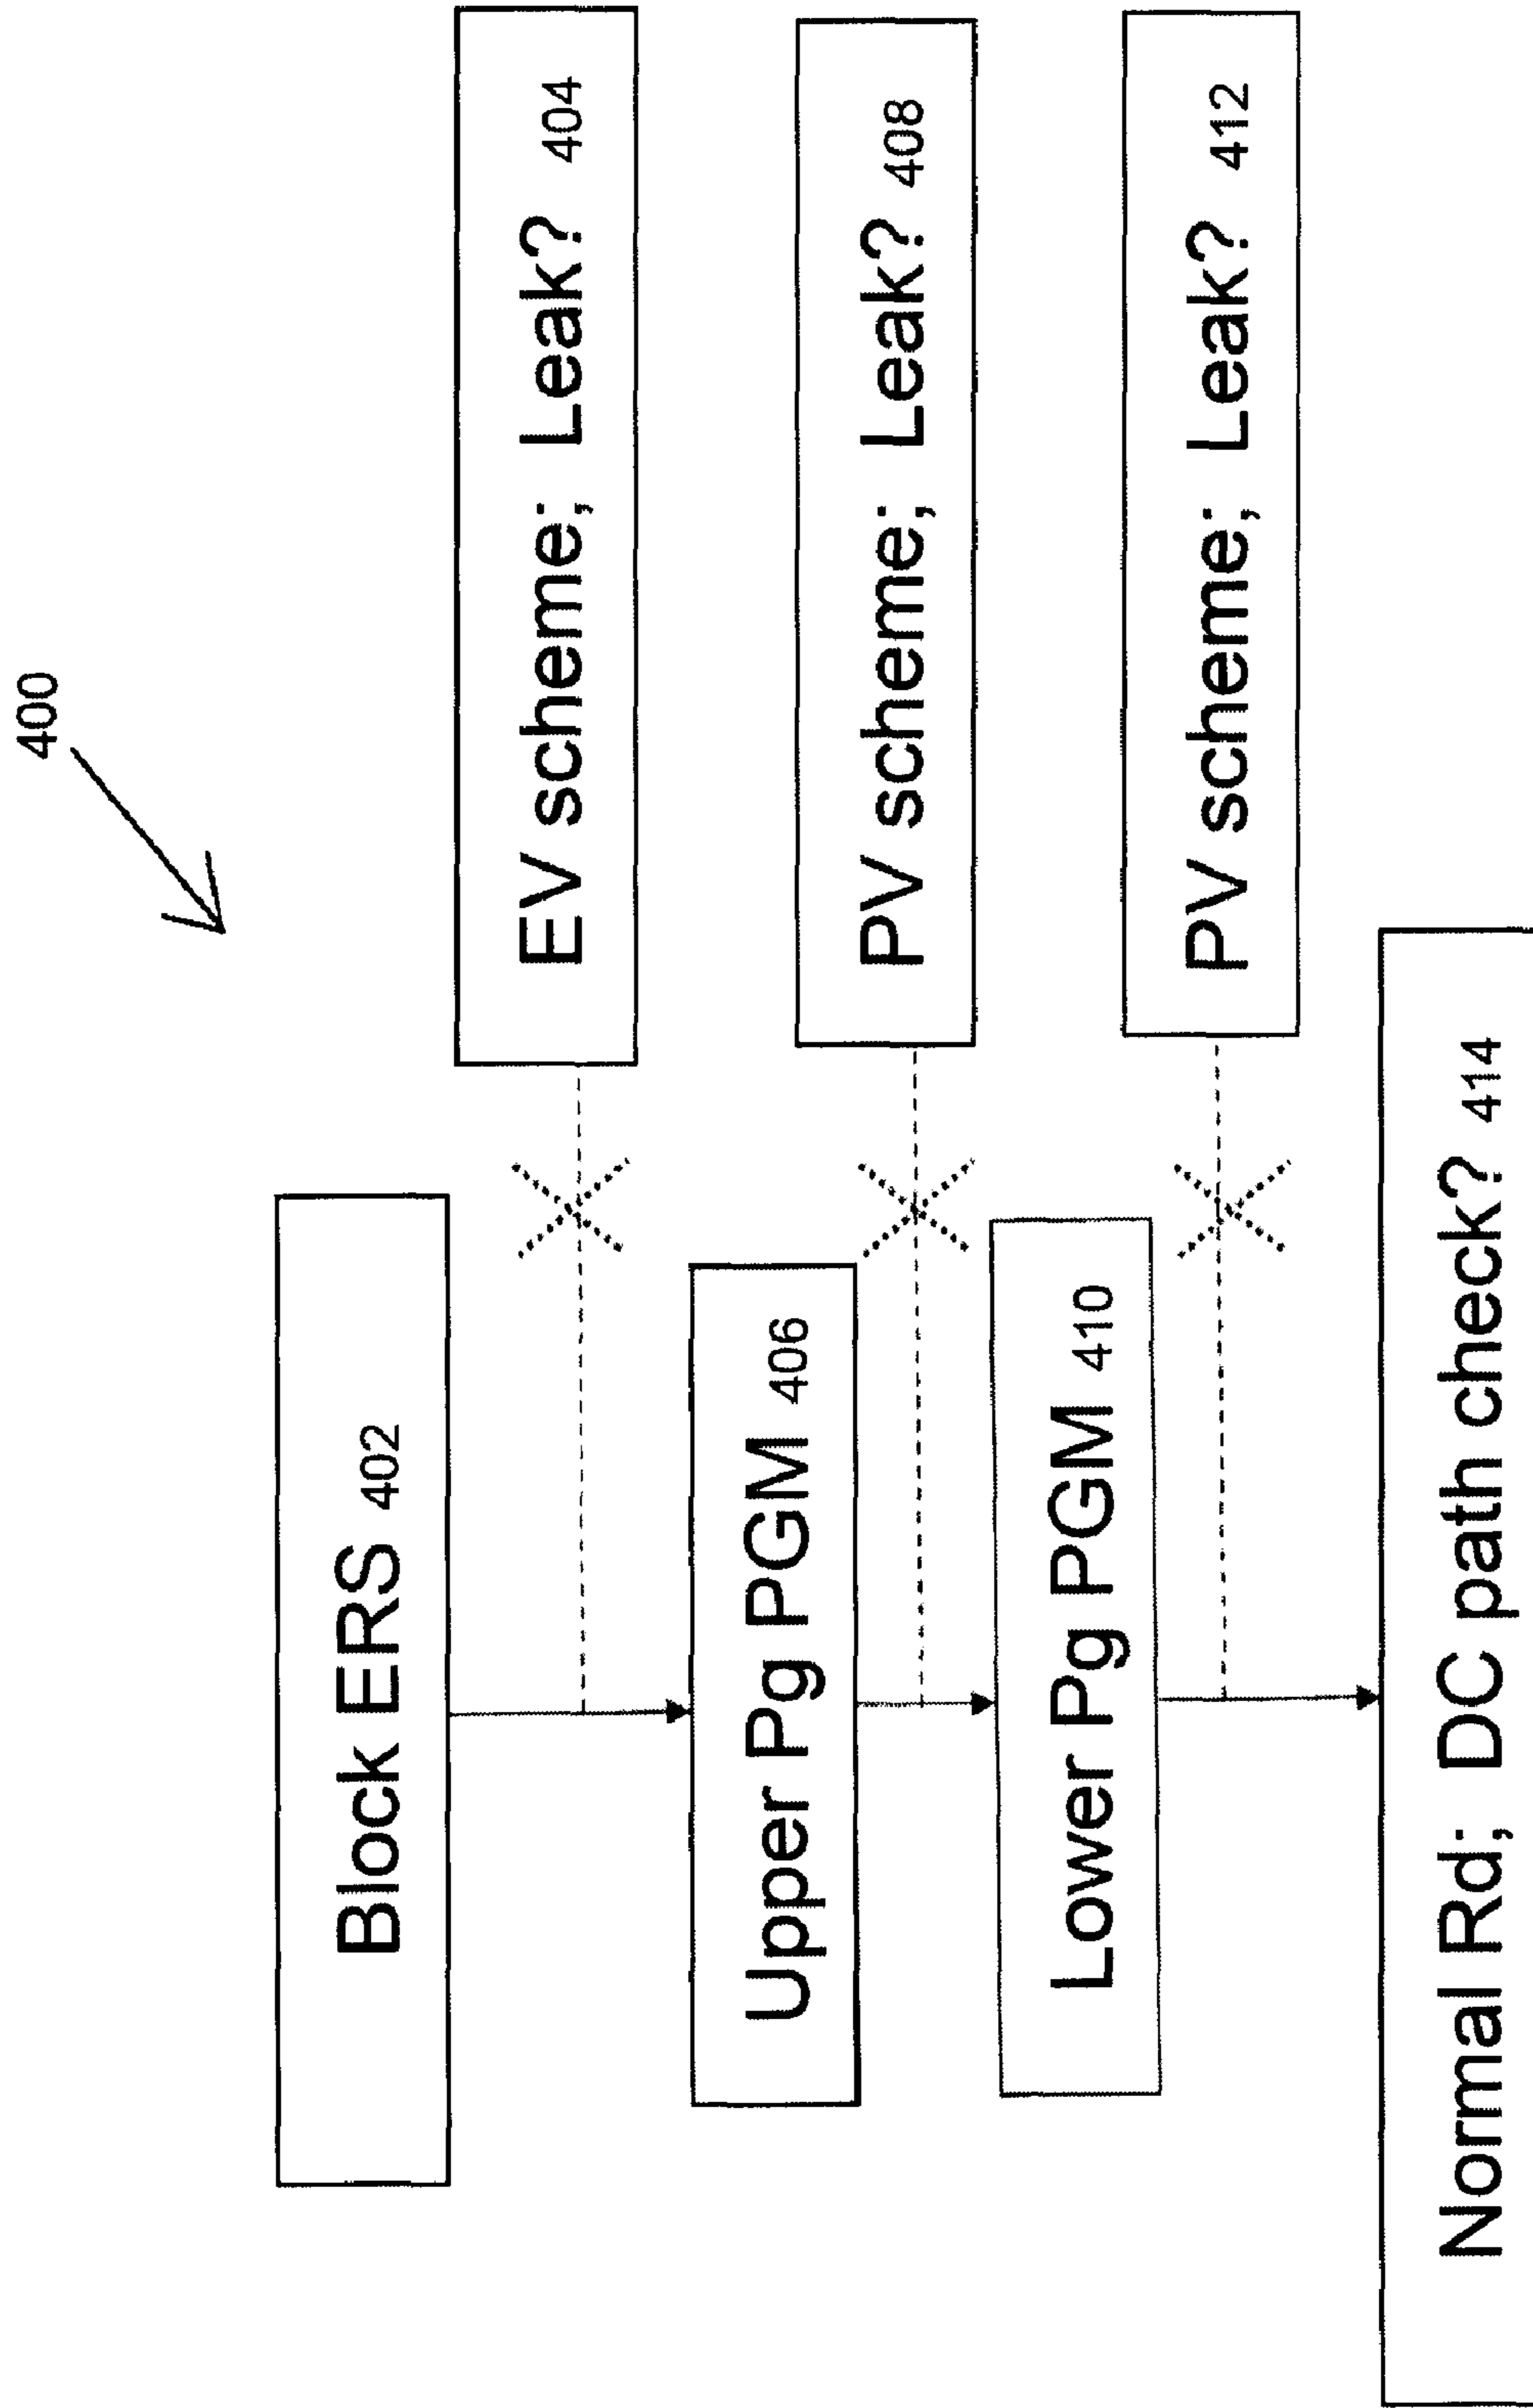 400
Block ERS 402
EV scheme; Leak? 404
Upper Pg PGM 406
PV scheme; Leak? 408
Lower Pg PGM 410
PV scheme; Leak? 412
Normal Rd; DC path check? 414